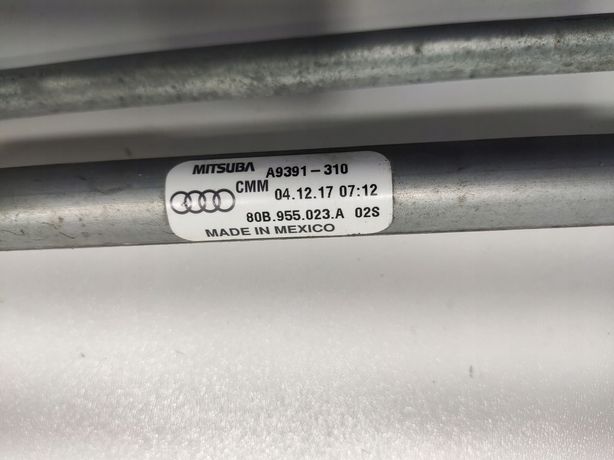 MITSUBA A9391-310
CMM 04.12.17 07:12
80B.955.023.A 02S
MADE IN MEXICO